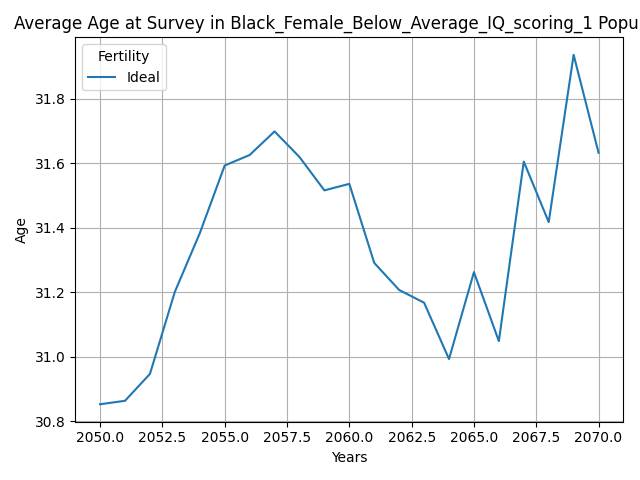 Average Age at Survey in Black_Female_Below_Average_IQ_scoring_1 Popu
Fertility
Ideal
31.8
31.6
31.4
31.2
31.0
30.8
Age
2050.0 2052.5 2055.0 2057.5 2060.0 2062.5 2065.0 2067.5 2070.0
Years